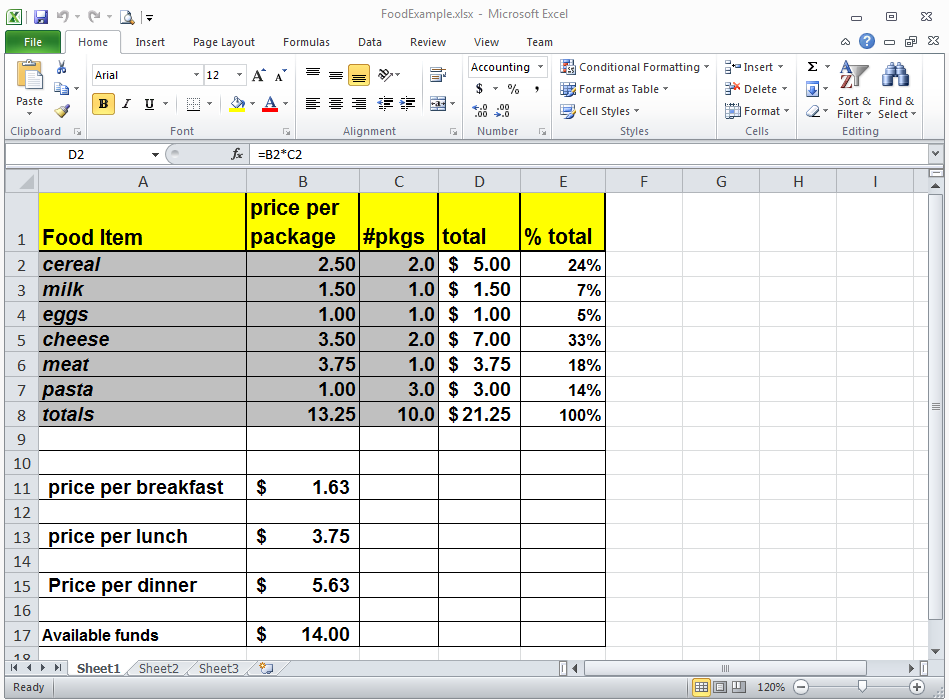 FoodExample.xlsx - Microsoft Excel
File Home Insert Page Layout Formulas Data Review View Team
Paste
Arial 12
B I U
Accounting
$ % ,
.00 .00
Conditional Formatting
Format as Table
Cell Styles
Insert
Delete
Format
Σ
Sort & Filter
Find & Select
Clipboard Font Alignment Number Styles Cells Editing
D2 fx =B2*C2
A B C D E F G H I
1 Food Item price per package #pkgs total % total
2 cereal 2.50 2.0 $ 5.00 24%
3 milk 1.50 1.0 $ 1.50 7%
4 eggs 1.00 1.0 $ 1.00 5%
5 cheese 3.50 2.0 $ 7.00 33%
6 meat 3.75 1.0 $ 3.75 18%
7 pasta 1.00 3.0 $ 3.00 14%
8 totals 13.25 10.0 $ 21.25 100%
9
10
11 price per breakfast $ 1.63
12
13 price per lunch $ 3.75
14
15 Price per dinner $ 5.63
16
17 Available funds $ 14.00
18
Sheet1 Sheet2 Sheet3
Ready 120%